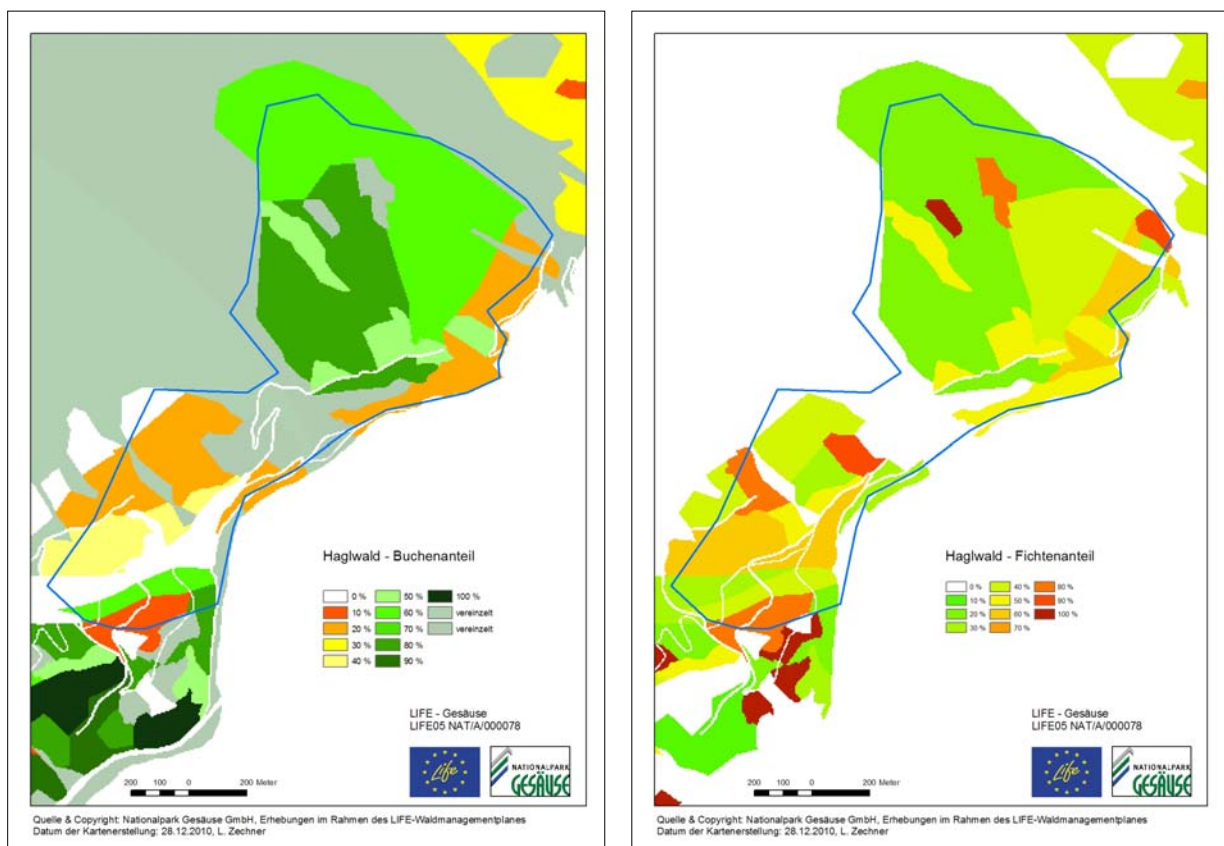 Haglwald - Buchenanteil
0 %
10 %
20 %
30 %
40 %
50 %
60 %
70 %
80 %
90 %
100 %
vereinzelt
vereinzelt
LIFE - Gesäuse
LIFE05 NAT/A/000078
Life
NATIONALPARK
GESÄUSE
200 100 0 200 Meter
Quelle & Copyright: Nationalpark Gesäuse GmbH, Erhebungen im Rahmen des LIFE-Waldmanagementplanes
Datum der Kartenerstellung: 28.12.2010, L. Zechner
Haglwald - Fichtenanteil
0 %
10 %
20 %
30 %
40 %
50 %
60 %
70 %
80 %
90 %
100 %
LIFE - Gesäuse
LIFE05 NAT/A/000078
Life
NATIONALPARK
GESÄUSE
200 100 0 200 Meter
Quelle & Copyright: Nationalpark Gesäuse GmbH, Erhebungen im Rahmen des LIFE-Waldmanagementplanes
Datum der Kartenerstellung: 28.12.2010, L. Zechner